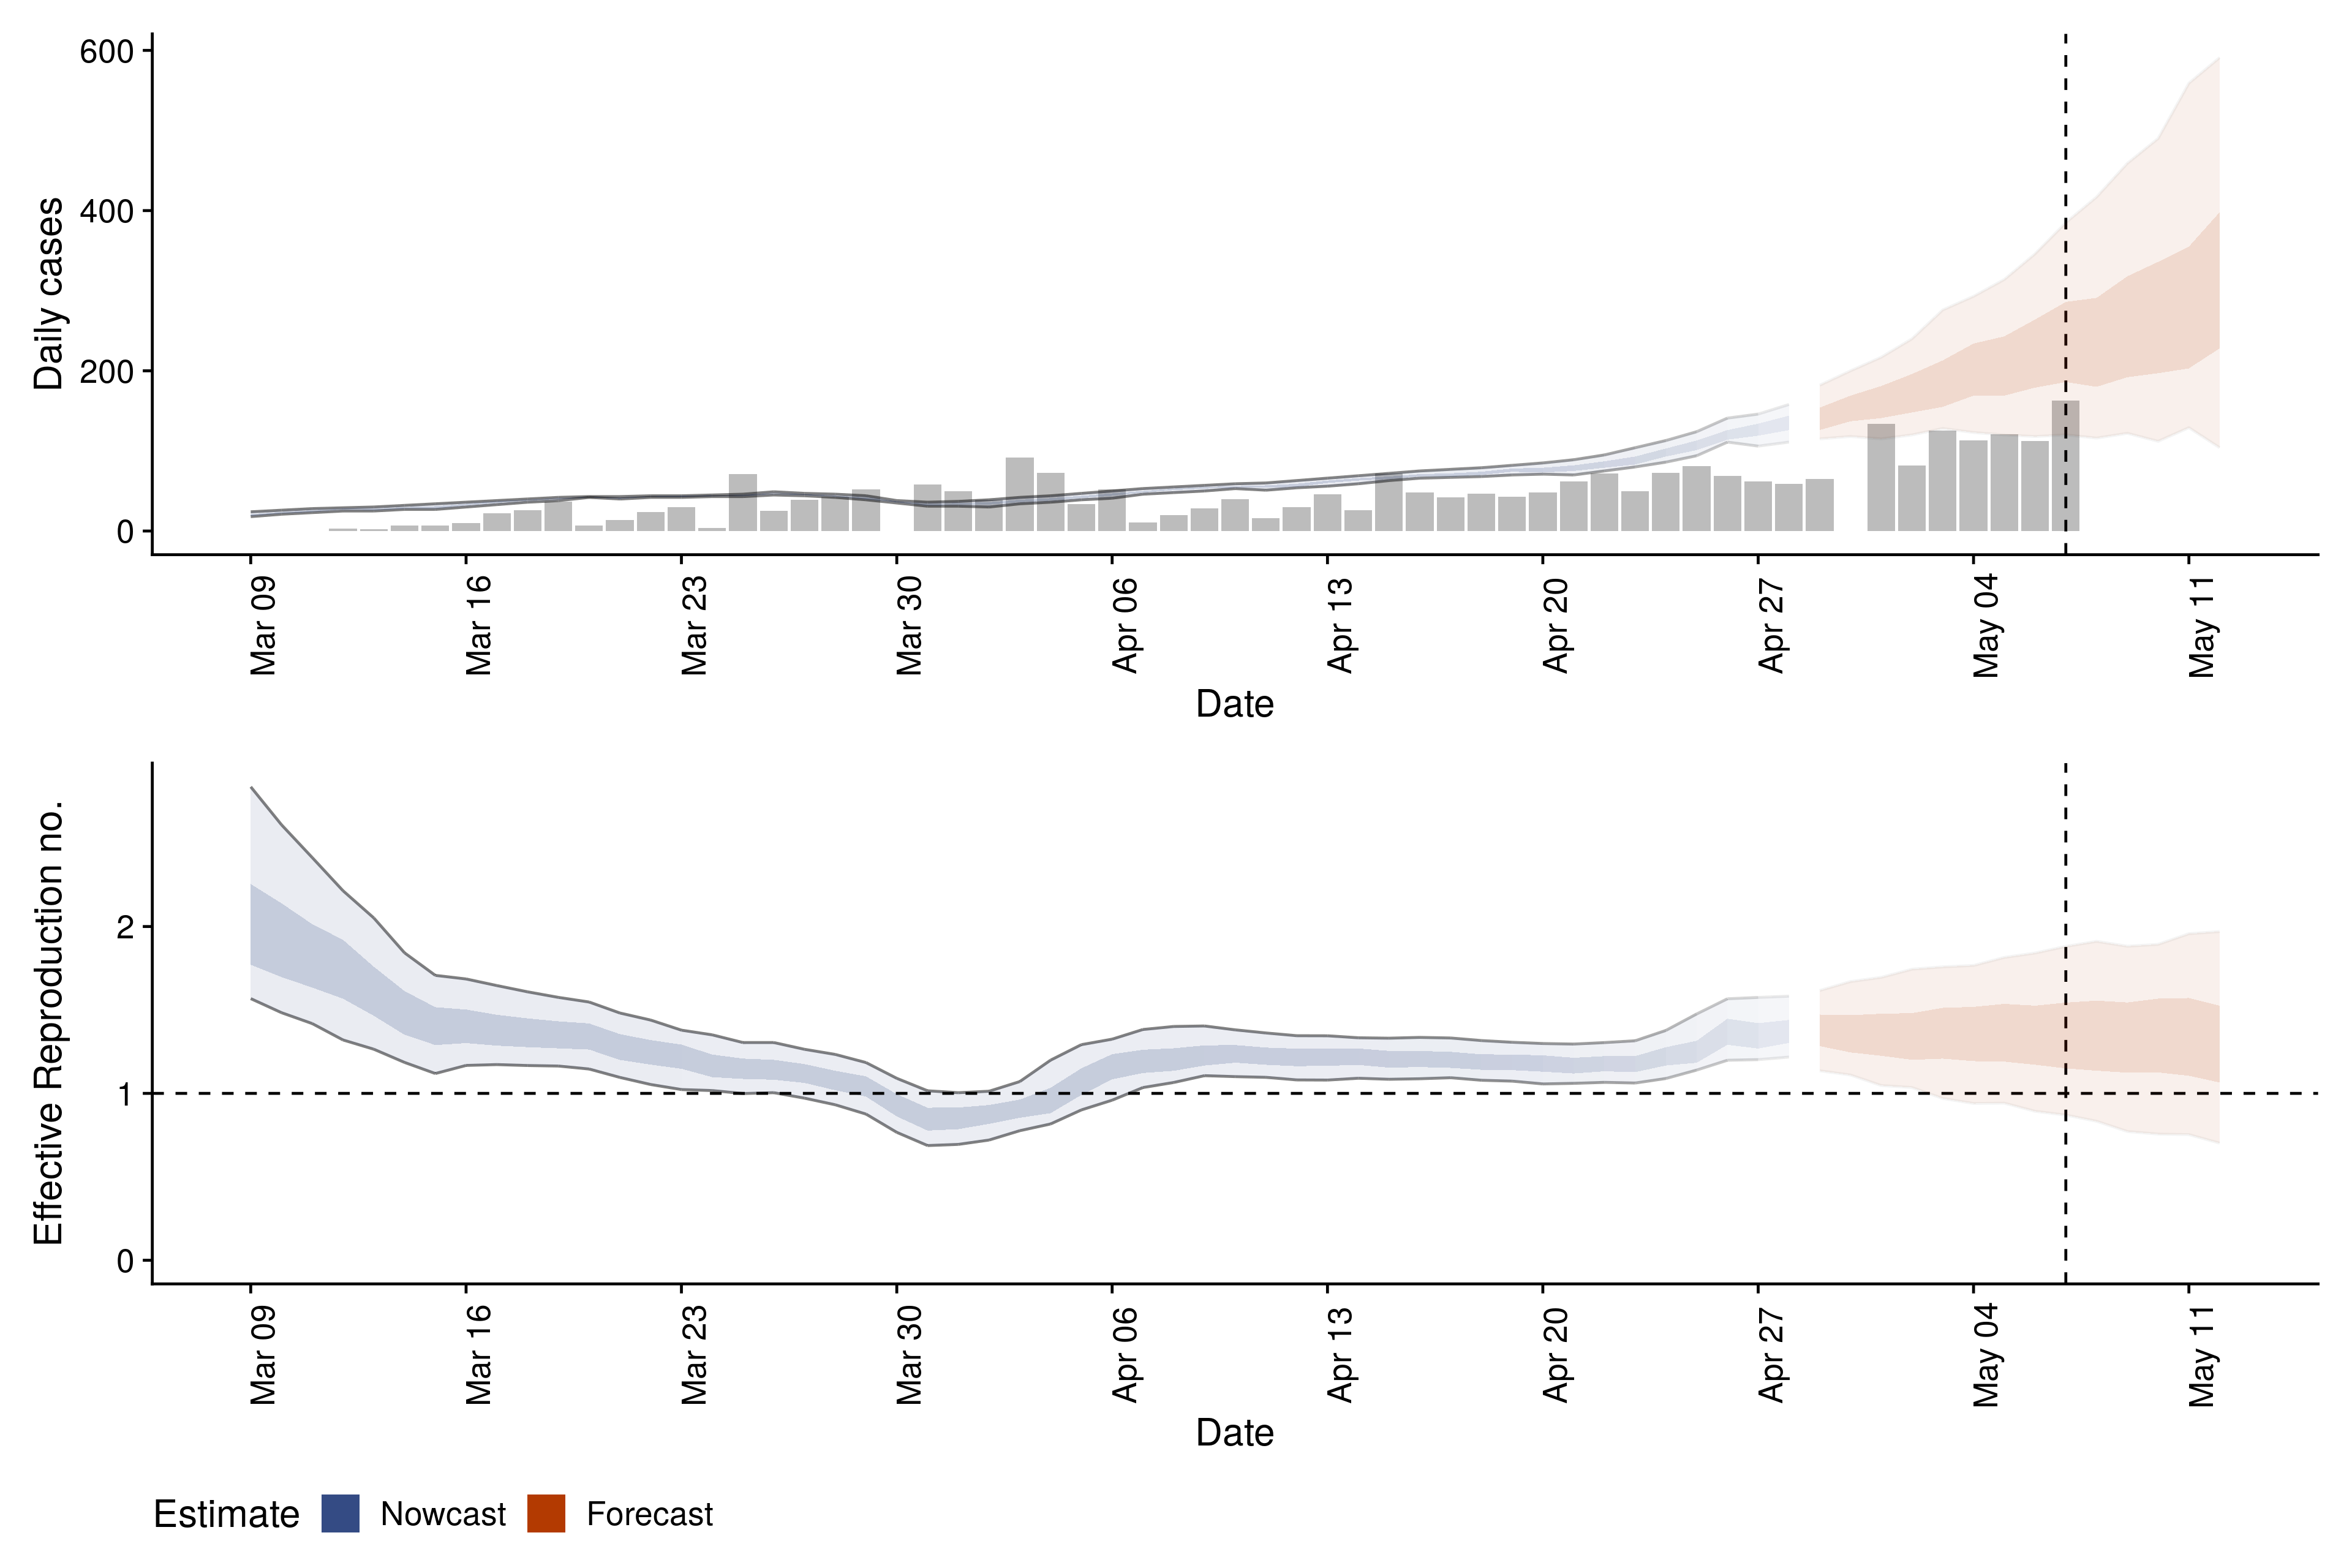 600
400
200
0
Daily cases
Mar 09
Mar 16
Mar 23
Mar 30
Apr 06
Apr 13
Apr 20
Apr 27
May 04
May 11
Date
2
1
0
Effective Reproduction no.
Mar 09
Mar 16
Mar 23
Mar 30
Apr 06
Apr 13
Apr 20
Apr 27
May 04
May 11
Date
Estimate Nowcast Forecast